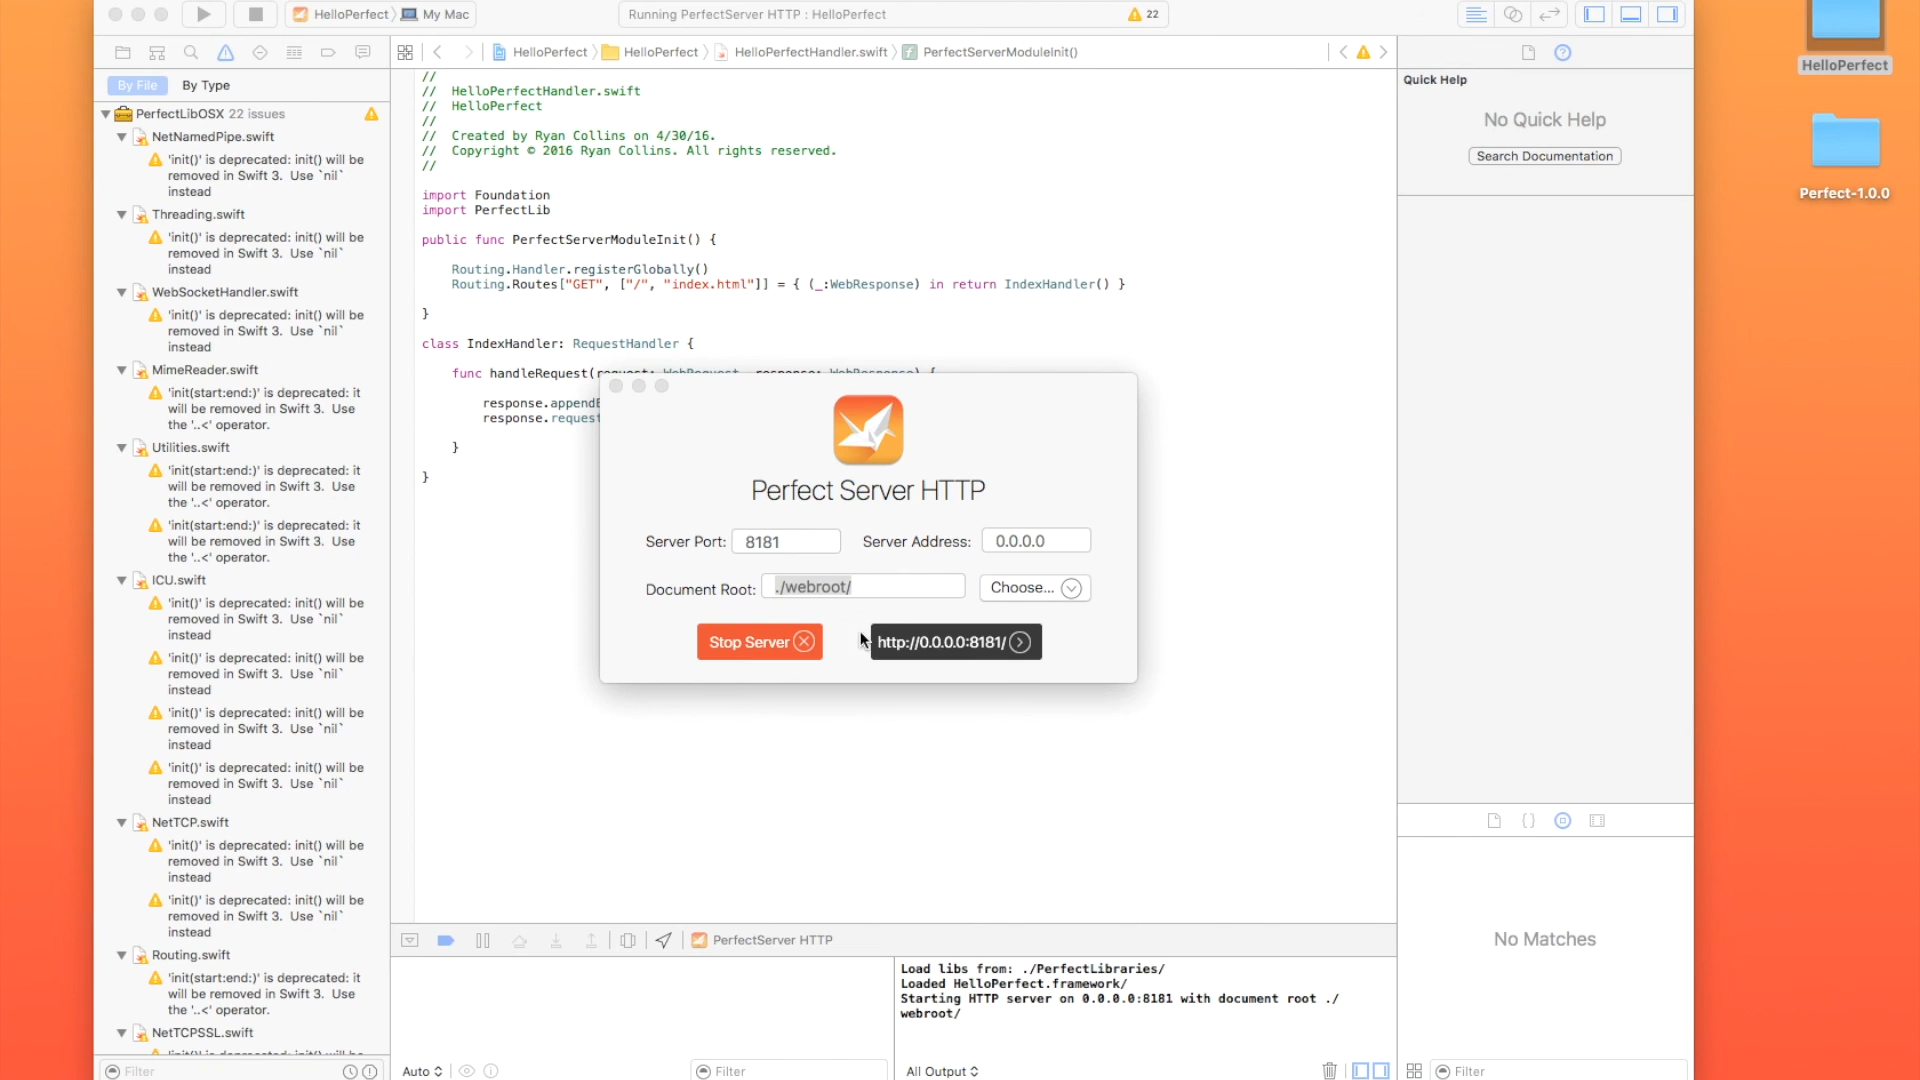 HelloPerfect
My Mac
Running PerfectServer HTTP : HelloPerfect
22
HelloPerfect
HelloPerfect
HelloPerfectHandler.swift
PerfectServerModuleInit()
By File
By Type
PerfectLibOSX 22 issues
NetNamedPipe.swift
'init()' is deprecated: init() will be
removed in Swift 3. Use `nil`
instead
Threading.swift
'init()' is deprecated: init() will be
removed in Swift 3. Use `nil`
instead
WebSocketHandler.swift
'init()' is deprecated: init() will be
removed in Swift 3. Use `nil`
instead
MimeReader.swift
'init(start:end:)' is deprecated: it
will be removed in Swift 3. Use
the '..<' operator.
Utilities.swift
'init(start:end:)' is deprecated: it
will be removed in Swift 3. Use
the '..<' operator.
'init(start:end:)' is deprecated: it
will be removed in Swift 3. Use
the '..<' operator.
ICU.swift
'init()' is deprecated: init() will be
removed in Swift 3. Use `nil`
instead
'init()' is deprecated: init() will be
removed in Swift 3. Use `nil`
instead
'init()' is deprecated: init() will be
removed in Swift 3. Use `nil`
instead
'init()' is deprecated: init() will be
removed in Swift 3. Use `nil`
instead
NetTCP.swift
'init()' is deprecated: init() will be
removed in Swift 3. Use `nil`
instead
'init()' is deprecated: init() will be
removed in Swift 3. Use `nil`
instead
Routing.swift
'init(start:end:)' is deprecated: it
will be removed in Swift 3. Use
the '..<' operator.
NetTCPSSL.swift
Filter
//
// HelloPerfectHandler.swift
// HelloPerfect
//
// Created by Ryan Collins on 4/30/16.
// Copyright © 2016 Ryan Collins. All rights reserved.
//
import Foundation
import PerfectLib
public func PerfectServerModuleInit() {
Routing.Handler.registerGlobally()
Routing.Routes["GET", ["/", "index.html"]] = { (_:WebResponse) in return IndexHandler() }
}
class IndexHandler: RequestHandler {
func handleRequest(request: WebRequest, response: WebResponse) {
response.append
response.request
}
}
Perfect Server HTTP
Server Port: 8181
Server Address: 0.0.0.0
Document Root: ./webroot/
Choose...
Stop Server
http://0.0.0.0:8181/
PerfectServer HTTP
Load libs from: ./PerfectLibraries/
Loaded HelloPerfect.framework/
Starting HTTP server on 0.0.0.0:8181 with document root ./
webroot/
Auto
Filter
All Output
Quick Help
No Quick Help
Search Documentation
{ }
No Matches
Filter
HelloPerfect
Perfect-1.0.0